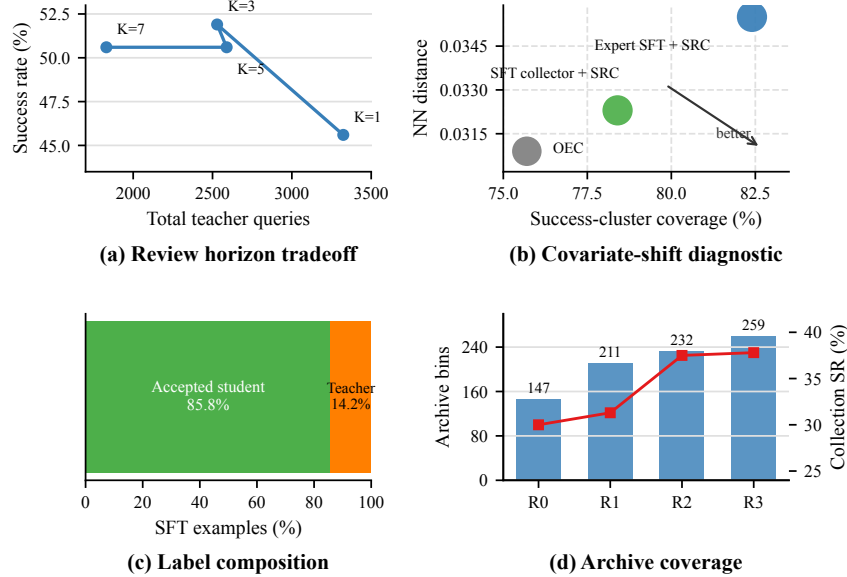 52.5
50.0
47.5
45.0
Success rate (%)
K=7
K=3
K=5
K=1
2000
2500
3000
3500
Total teacher queries
(a) Review horizon tradeoff
0.0345
0.0330
0.0315
NN distance
Expert SFT + SRC
SFT collector + SRC
OEC
better
75.0
77.5
80.0
82.5
Success-cluster coverage (%)
(b) Covariate-shift diagnostic
Accepted student
85.8%
Teacher
14.2%
0
20
40
60
80
100
SFT examples (%)
(c) Label composition
240
160
80
0
Archive bins
147
211
232
259
40
35
30
25
Collection SR (%)
R0
R1
R2
R3
(d) Archive coverage